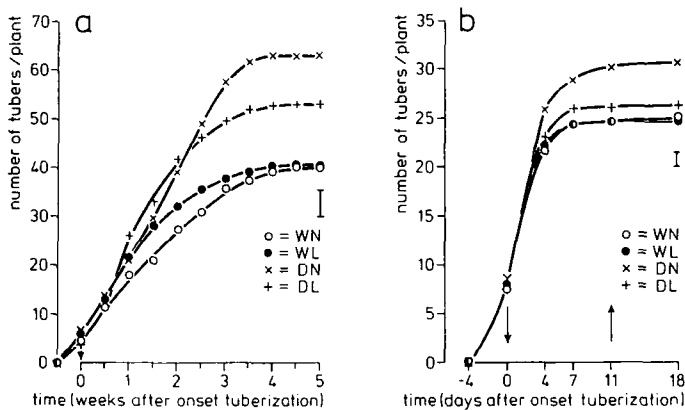 a
number of tubers/plant
70
60
50
40
30
20
10
0
○ = WN
● = WL
× = DN
+ = DL
0 1 2 3 4 5
time (weeks after onset tuberization)
b
number of tubers/plant
35
30
25
20
15
10
5
0
○ = WN
● = WL
× = DN
+ = DL
-4 0 4 7 11 18
time (days after onset tuberization)